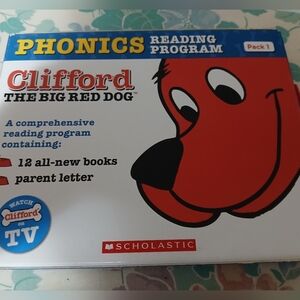 PHONICS READING PROGRAM
Pack 1
Clifford
THE BIG RED DOG™
A comprehensive
reading program
containing:
12 all-new books
parent letter
WATCH
Clifford
on
TV
SCHOLASTIC